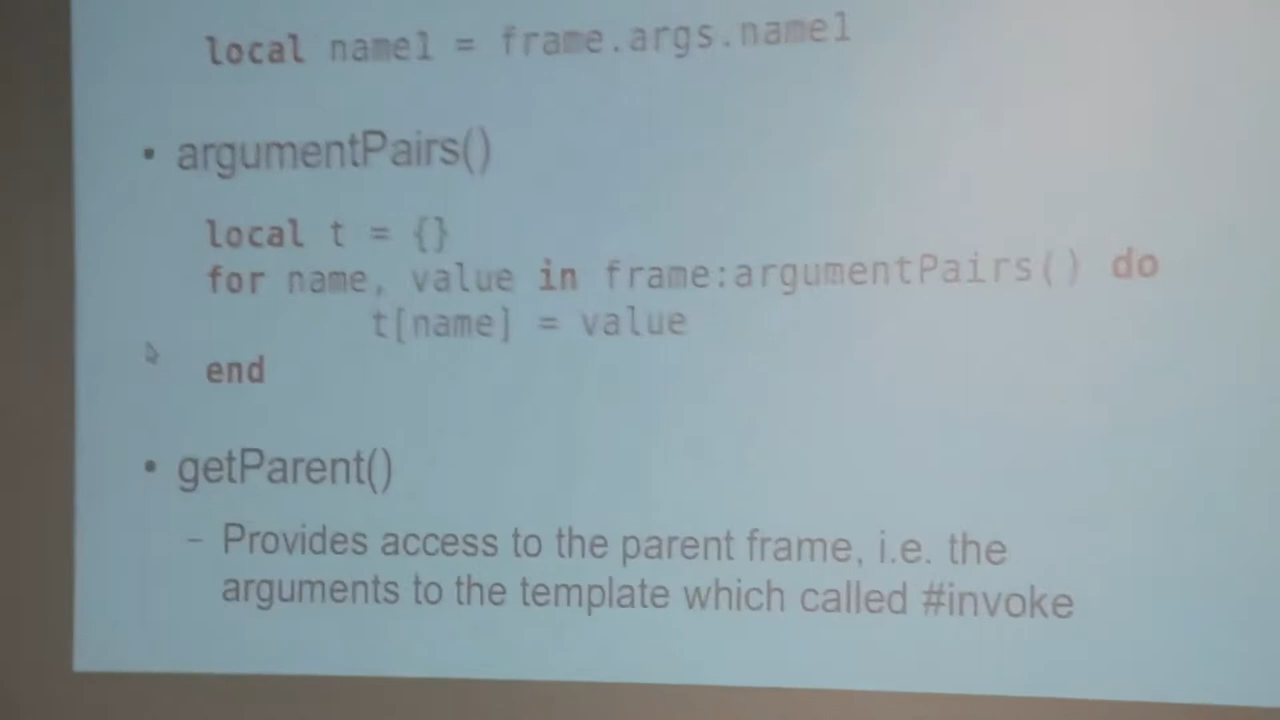 local name1 = frame.args.name1
• argumentPairs()
local t = {}
for name, value in frame:argumentPairs() do
t[name] = value
end
• getParent()
– Provides access to the parent frame, i.e. the
arguments to the template which called #invoke